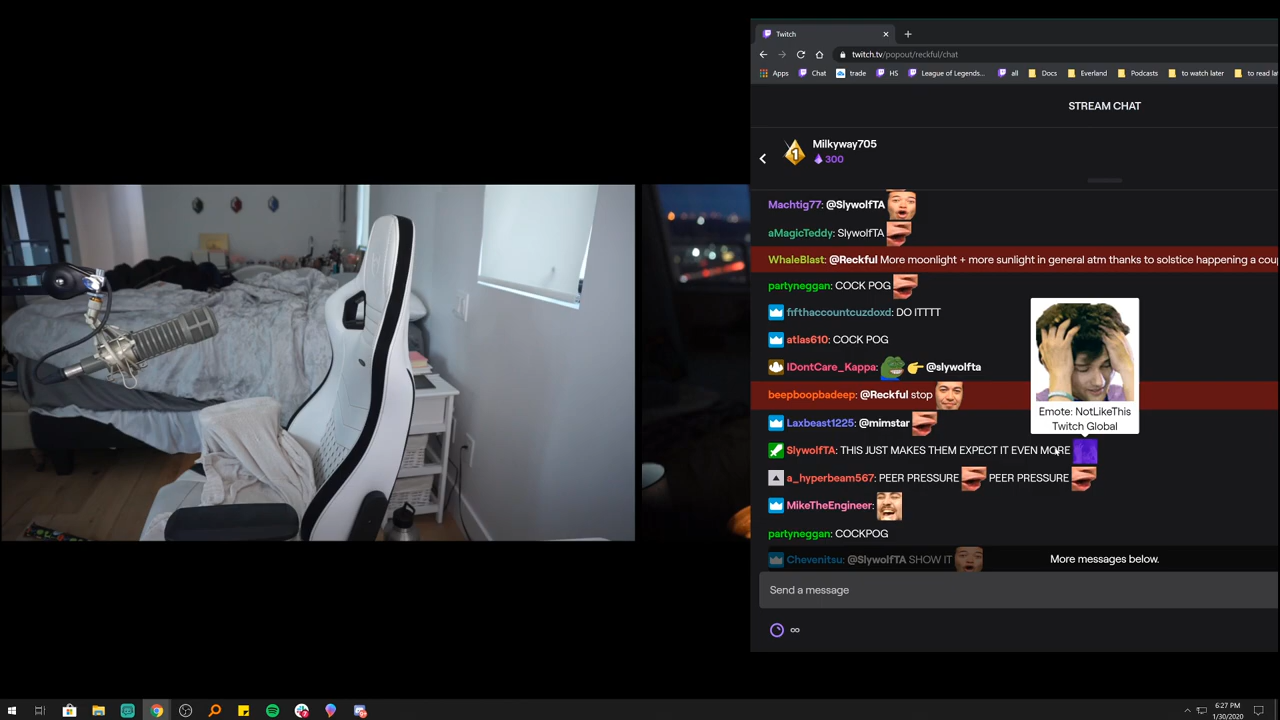 Twitch
twitch.tv/popout/reckful/chat
Apps Chat trade HS League of Legends... all Docs Everland Podcasts to watch later to read la
STREAM CHAT
1 Milkyway705
300
Machtig77: @SlywolfTA
aMagicTeddy: SlywolfTA
WhaleBlast: @Reckful More moonlight + more sunlight in general atm thanks to solstice happening a cou
partyneggan: COCK POG
fifthaccountcuzdoxd: DO ITTTT
atlas610: COCK POG
IDontCare_Kappa: @slywolfta
beepboopbadeep: @Reckful stop
Laxbeast1225: @mimstar
SlywolfTA: THIS JUST MAKES THEM EXPECT IT EVEN MORE
Emote: NotLikeThis
Twitch Global
a_hyperbeam567: PEER PRESSURE PEER PRESSURE
MikeTheEngineer:
partyneggan: COCKPOG
Chevenitsu: @SlywolfTA SHOW IT
More messages below.
Send a message
∞
6:27 PM
1/30/2020